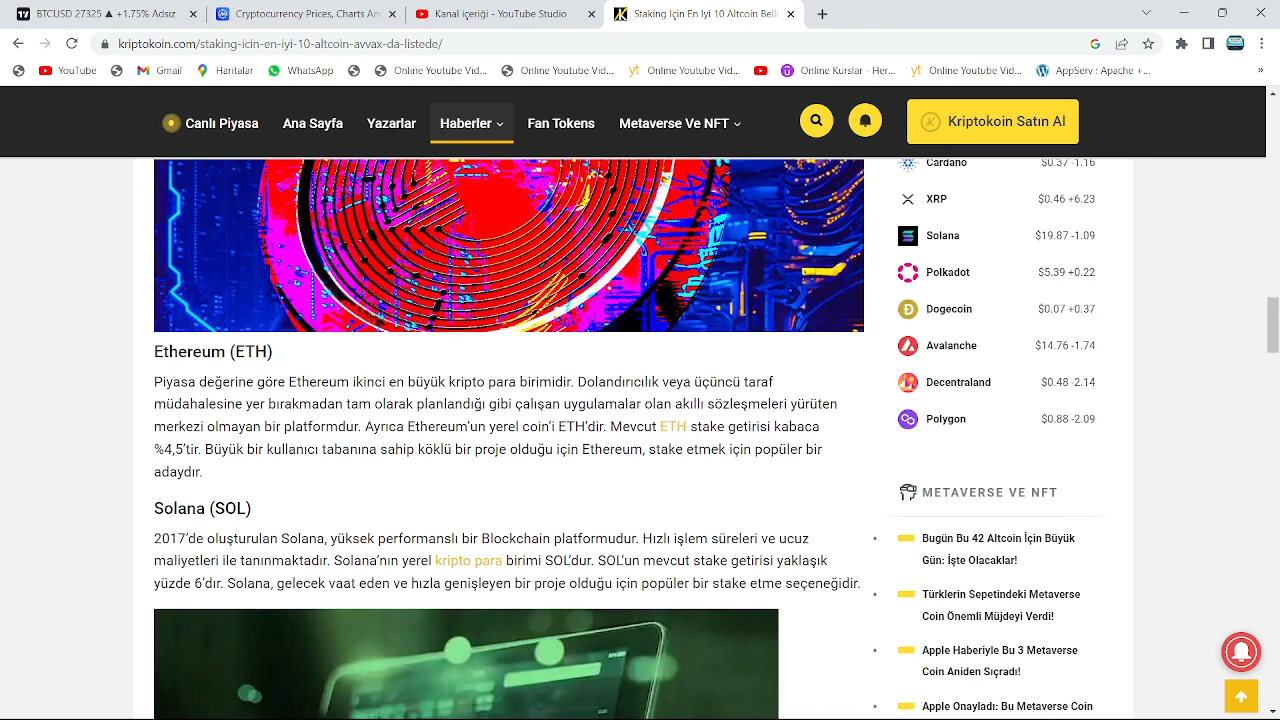 BTCUSD 27325 ▲ +1.75% Adsız
Cryptocurrency Prices, Charts An
Kanal içeriği - YouTube Studio
Staking İçin En İyi 10 Altcoin Belli
kriptokoin.com/staking-icin-en-iyi-10-altcoin-avvax-da-listede/
YouTube
Gmail
Haritalar
WhatsApp
Online Youtube Vid...
Online Youtube Vid...
Online Youtube Vid...
Online Kurslar - Her...
Online Youtube Vid...
AppServ : Apache +...
»
Canlı Piyasa
Ana Sayfa
Yazarlar
Haberler
Fan Tokens
Metaverse Ve NFT
Kriptokoin Satın Al
Ethereum (ETH)
Piyasa değerine göre Ethereum ikinci en büyük kripto para birimidir. Dolandırıcılık veya üçüncü taraf
müdahalesine yer bırakmadan tam olarak planlandığı gibi çalışan uygulamalar olan akıllı sözleşmeleri yürüten
merkezi olmayan bir platformdur. Ayrıca Ethereum’un yerel coin’i ETH’dir. Mevcut ETH stake getirisi kabaca
%4,5’tir. Büyük bir kullanıcı tabanına sahip köklü bir proje olduğu için Ethereum, stake etmek için popüler bir
adaydır.
Solana (SOL)
2017’de oluşturulan Solana, yüksek performanslı bir Blockchain platformudur. Hızlı işlem süreleri ve ucuz
maliyetleri ile tanınmaktadır. Solana’nın yerel kripto para birimi SOL’dur. SOL’un mevcut stake getirisi yaklaşık
yüzde 6’dır. Solana, gelecek vaat eden ve hızla genişleyen bir proje olduğu için popüler bir stake etme seçeneğidir.
Cardano $0.37 -1.16
XRP $0.46 +6.23
Solana $19.87 -1.09
Polkadot $5.39 +0.22
Dogecoin $0.07 +0.37
Avalanche $14.76 -1.74
Decentraland $0.48 -2.14
Polygon $0.88 -2.09
METAVERSE VE NFT
Bugün Bu 42 Altcoin İçin Büyük
Gün: İşte Olacaklar!
Türklerin Sepetindeki Metaverse
Coin Önemli Müjdeyi Verdi!
Apple Haberiyle Bu 3 Metaverse
Coin Aniden Sıçradı!
Apple Onayladı: Bu Metaverse Coin